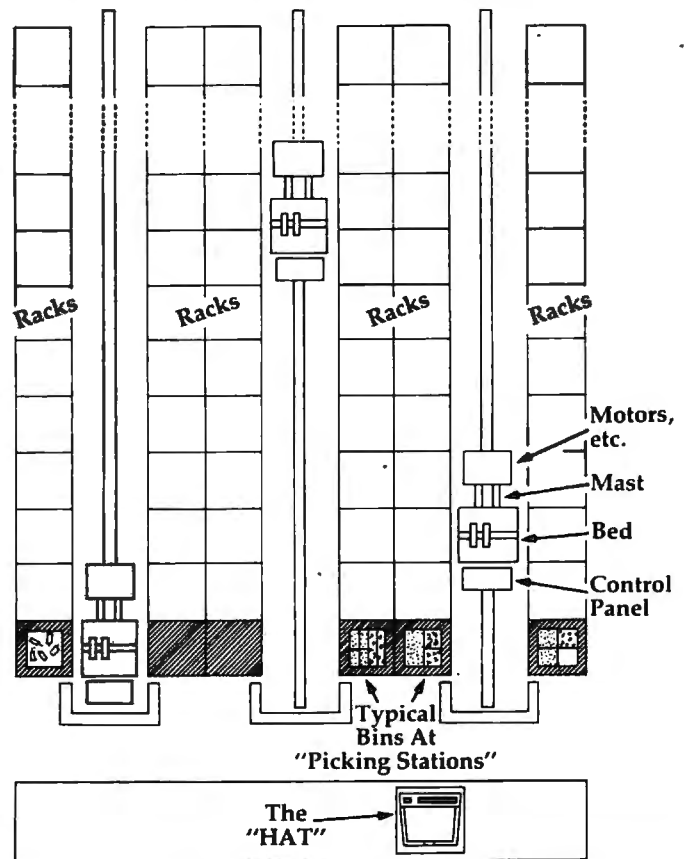 Racks
Racks
Racks
Racks
Motors,
etc.
Mast
Bed
Control
Panel
Typical
Bins At
"Picking Stations"
The
"HAT"